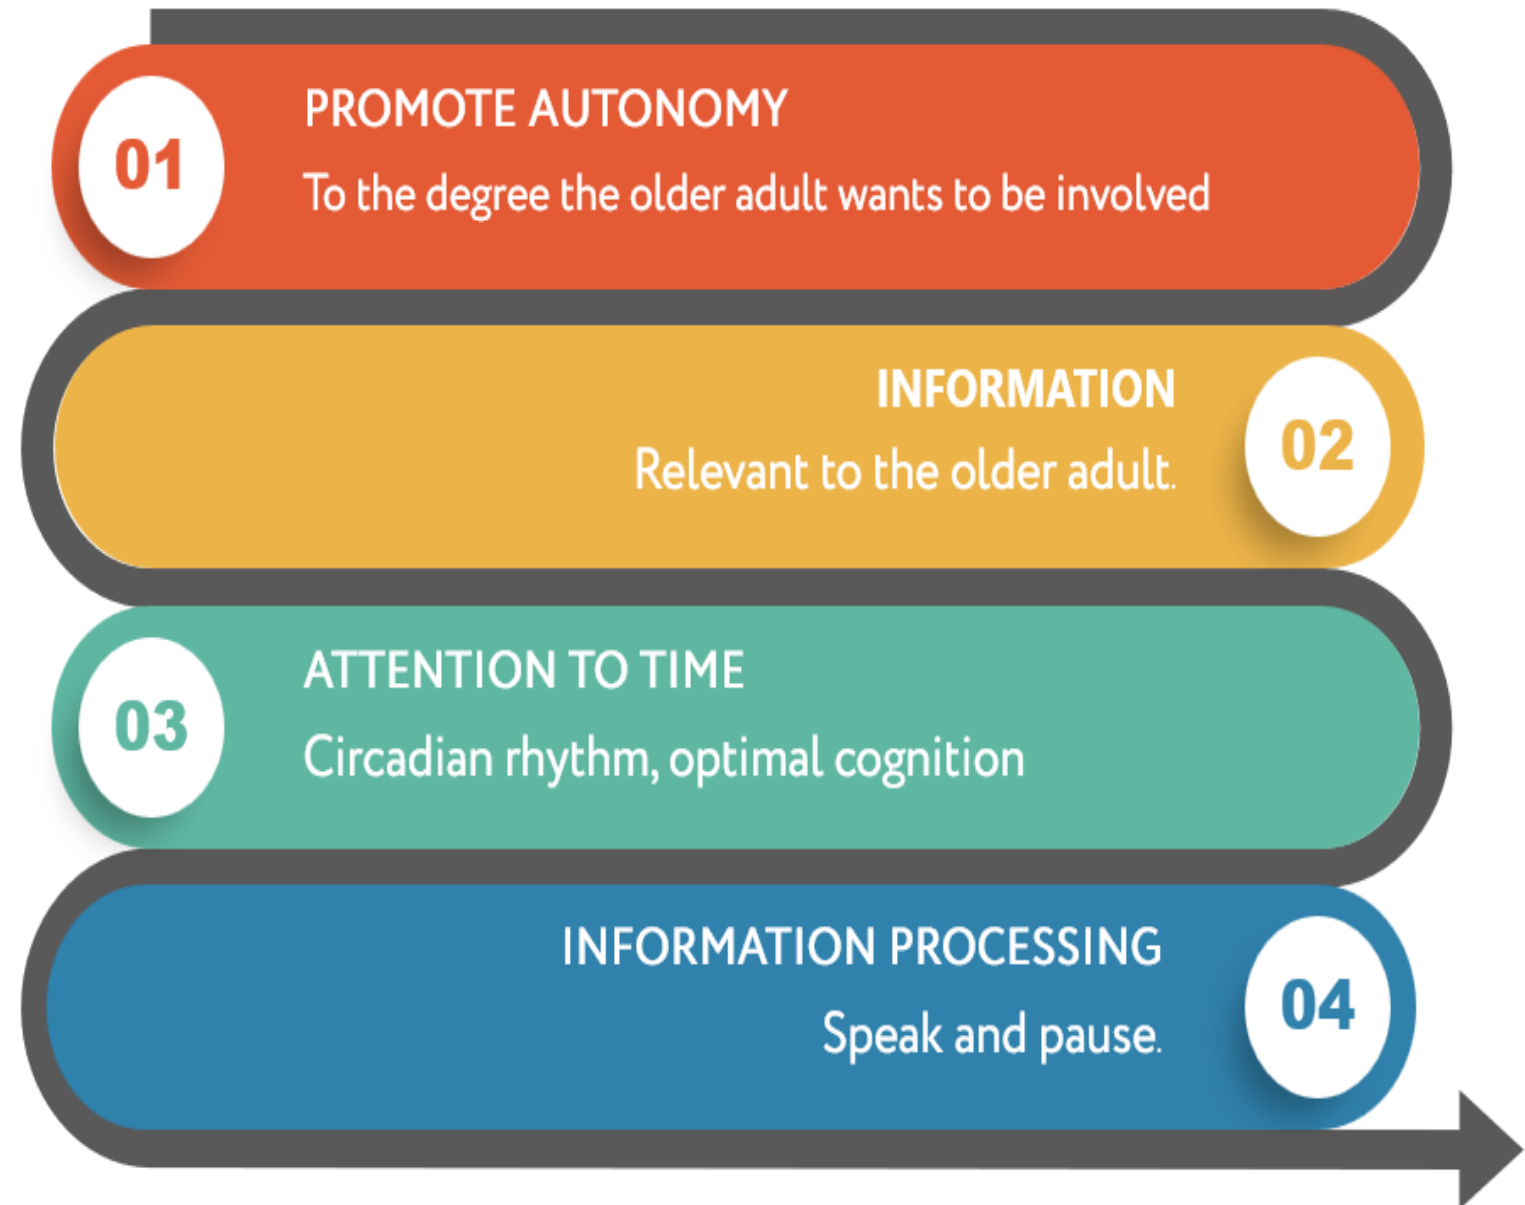 01
PROMOTE AUTONOMY
To the degree the older adult wants to be involved
INFORMATION
Relevant to the older adult.
02
03
ATTENTION TO TIME
Circadian rhythm, optimal cognition
INFORMATION PROCESSING
Speak and pause.
04